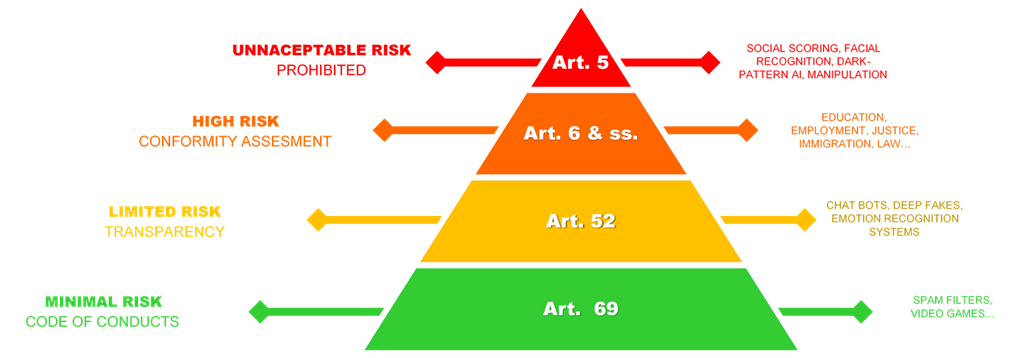 UNNACEPTABLE RISK
PROHIBITED
Art. 5
SOCIAL SCORING, FACIAL
RECOGNITION, DARK-
PATTERN AI, MANIPULATION
HIGH RISK
CONFORMITY ASSESMENT
Art. 6 & ss.
EDUCATION,
EMPLOYMENT, JUSTICE,
IMMIGRATION, LAW...
LIMITED RISK
TRANSPARENCY
Art. 52
CHAT BOTS, DEEP FAKES,
EMOTION RECOGNITION
SYSTEMS
MINIMAL RISK
CODE OF CONDUCTS
Art. 69
SPAM FILTERS,
VIDEO GAMES...